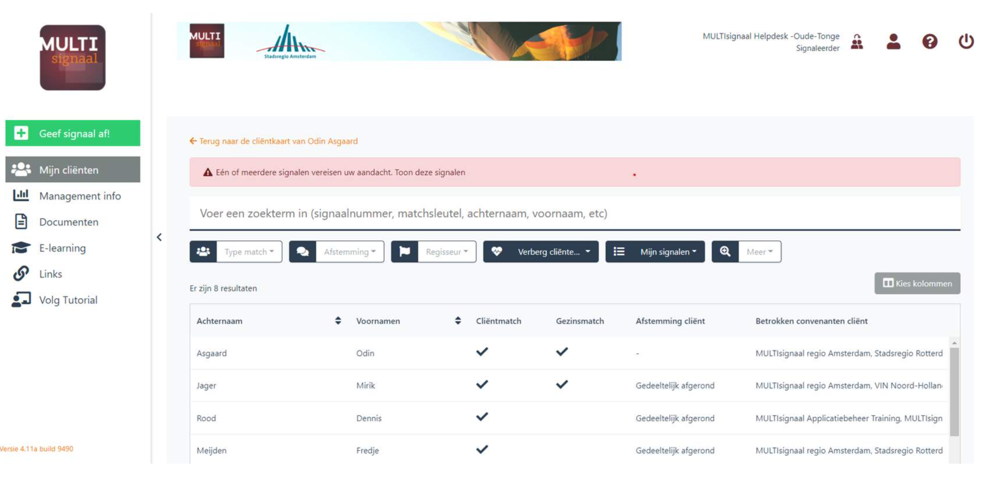 MULTI
signaal
MULTI
signaal
Stadsregio Amsterdam
MULTIsignaal Helpdesk -Oude-Tonge
Signaleerder
Geef signaal af!
Mijn cliënten
Management info
Documenten
E-learning
Links
Volg Tutorial
Versie 4.11a build 9490
Terug naar de cliëntkaart van Odin Asgaard
Eén of meerdere signalen vereisen uw aandacht. Toon deze signalen
Voer een zoekterm in (signaalnummer, matchsleutel, achternaam, voornaam, etc)
Type match Afstemming Regisseur Verberg cliënte... Mijn signalen Meer
Er zijn 8 resultaten
Kies kolommen
Achternaam Voornamen Cliëntmatch Gezinsmatch Afstemming cliënt Betrokken convenanten cliënt
Asgaard Odin - MULTIsignaal regio Amsterdam, Stadsregio Rotterd
Jager Mirik Gedeeltelijk afgerond MULTIsignaal regio Amsterdam, VIN Noord-Hollan
Rood Dennis Gedeeltelijk afgerond MULTIsignaal Applicatiebeheer Training, MULTIsign
Meijden Fredje Gedeeltelijk afgerond MULTIsignaal regio Amsterdam, Stadsregio Rotterd